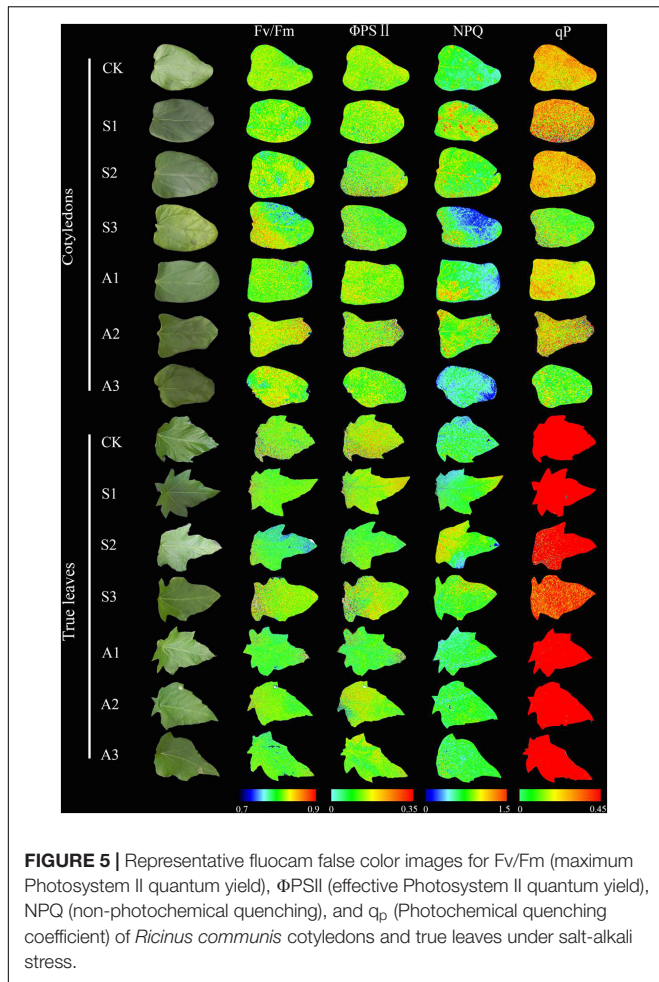 Fv/Fm ΦPS II NPQ qP
Cotyledons
CK
S1
S2
S3
A1
A2
A3
True leaves
CK
S1
S2
S3
A1
A2
A3
0.7 0.9 0 0.35 0 1.5 0 0.45
FIGURE 5 | Representative fluocam false color images for Fv/Fm (maximum
Photosystem II quantum yield), ΦPSII (effective Photosystem II quantum yield),
NPQ (non-photochemical quenching), and qp (Photochemical quenching
coefficient) of Ricinus communis cotyledons and true leaves under salt-alkali
stress.